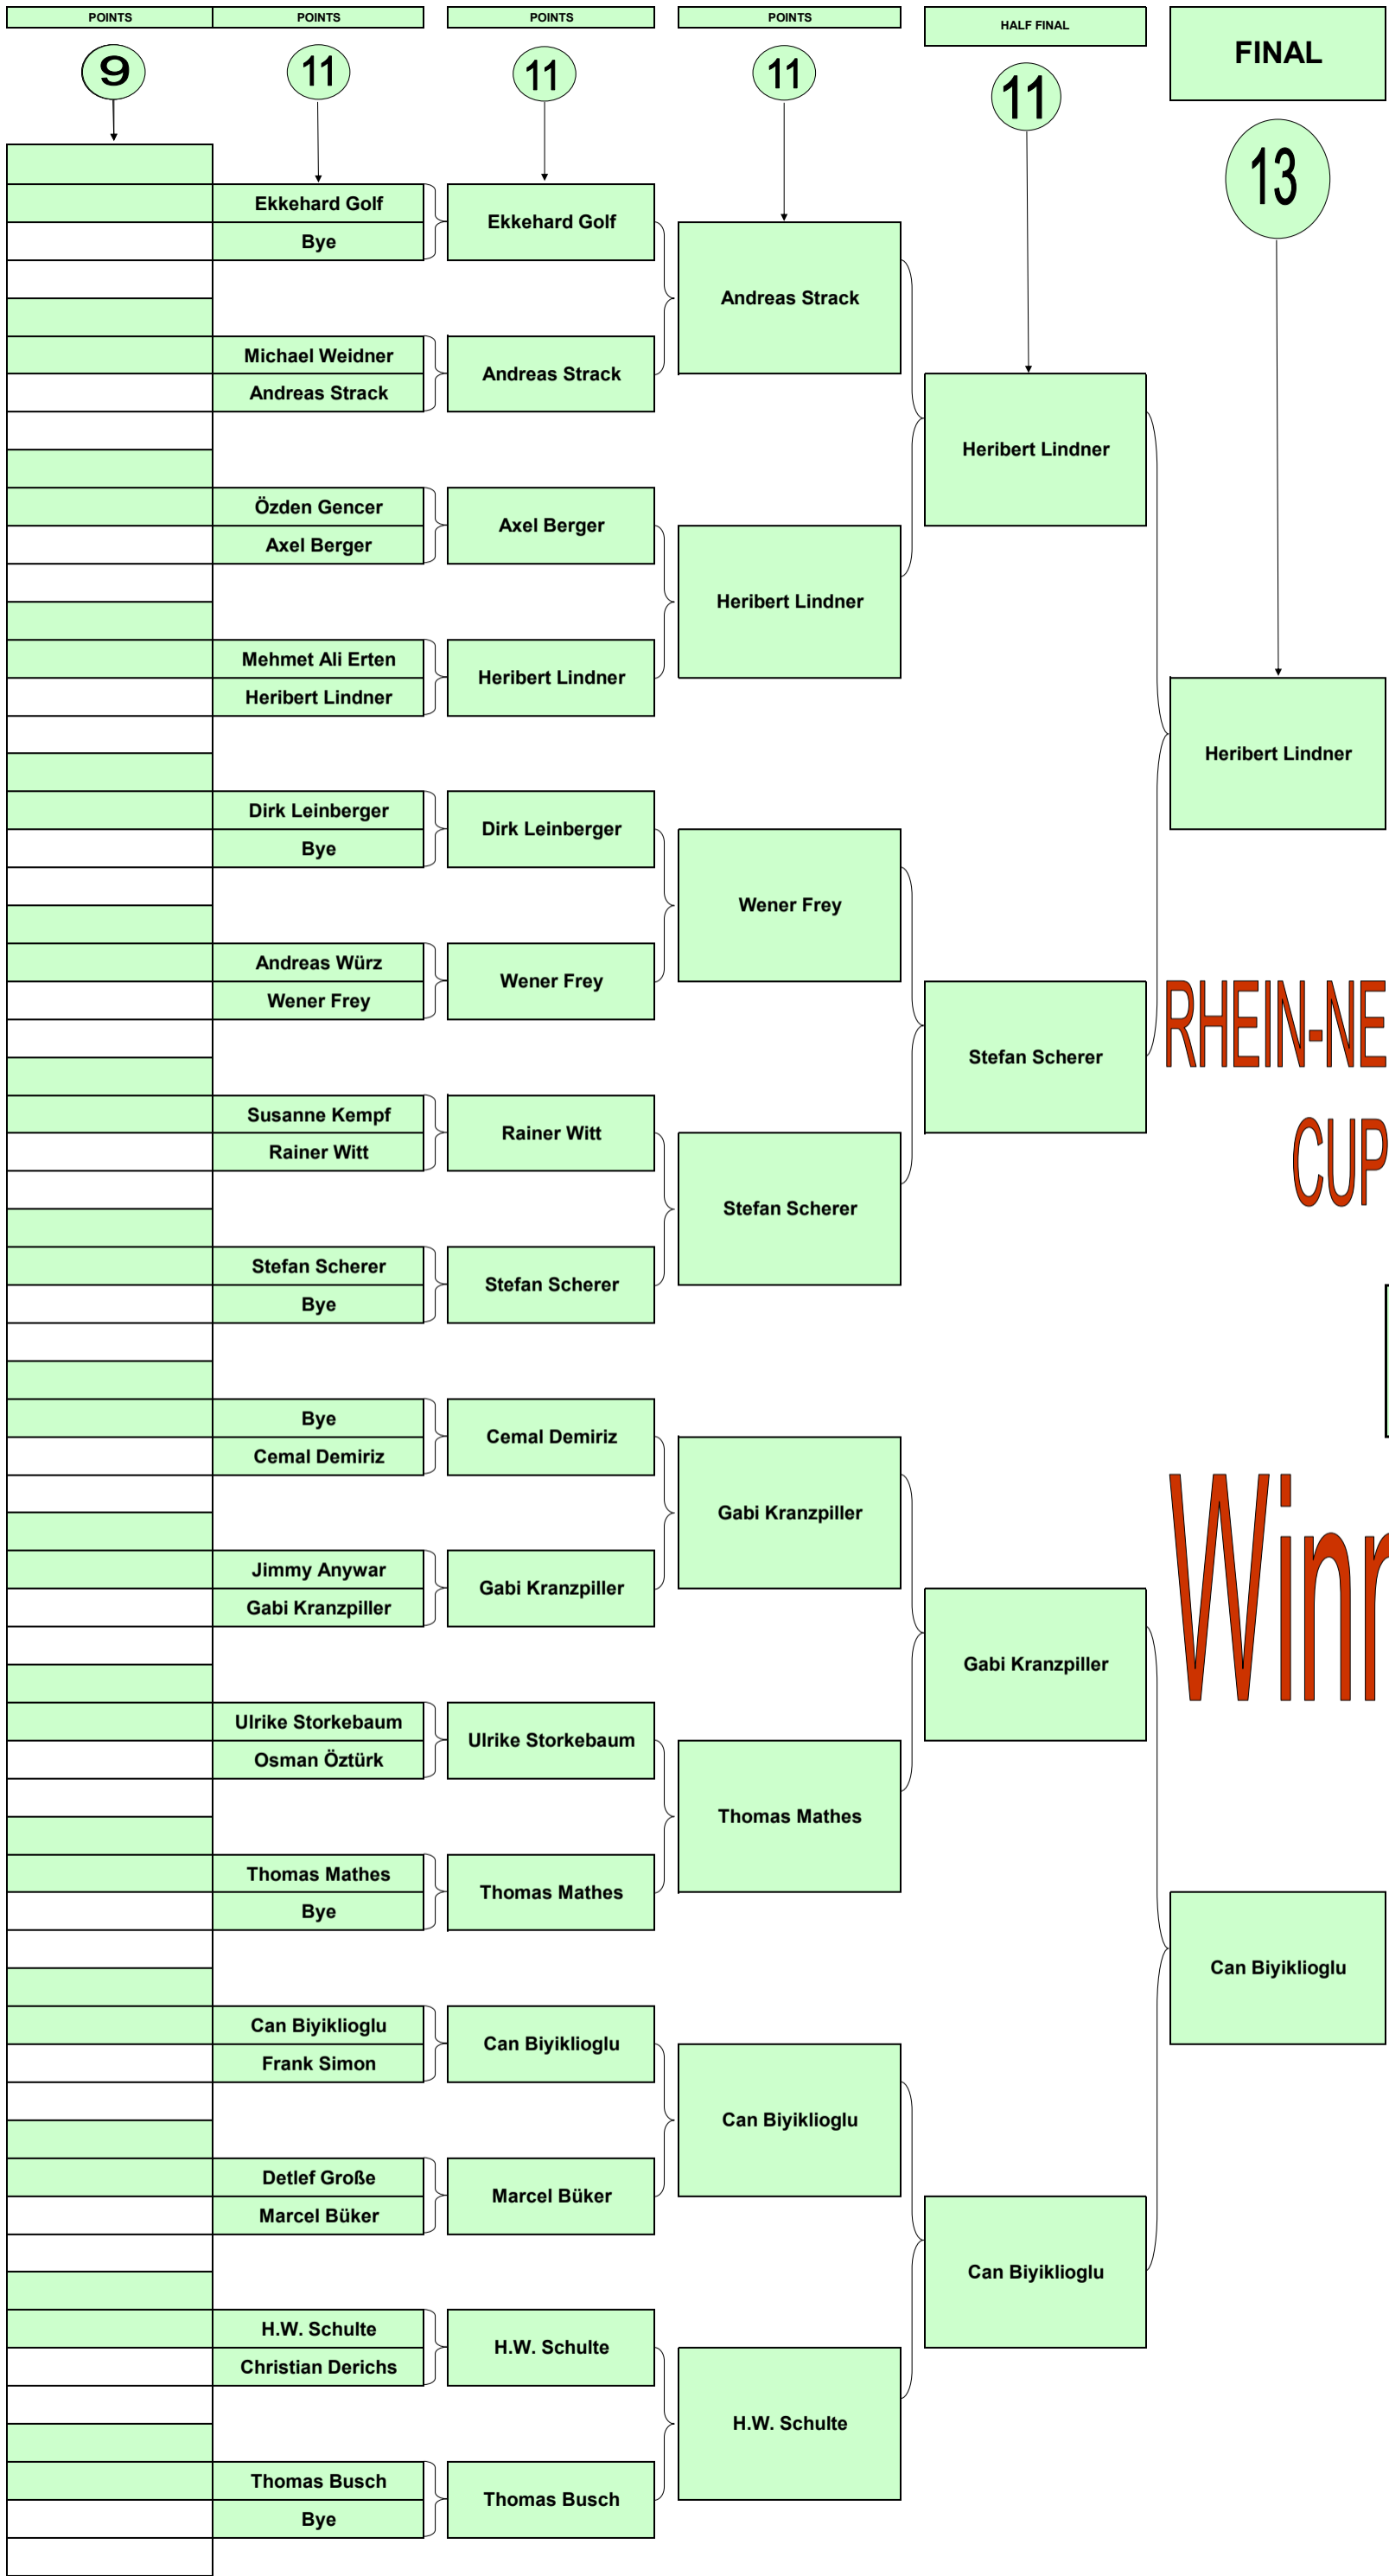 POINTS POINTS POINTS POINTS HALF FINAL FINAL
9 11 11 11 11 13
Ekkehard Golf
Bye
Ekkehard Golf
Andreas Strack
Michael Weidner
Andreas Strack
Andreas Strack
Heribert Lindner
Özden Gencer
Axel Berger
Axel Berger
Heribert Lindner
Mehmet Ali Erten
Heribert Lindner
Heribert Lindner
Heribert Lindner
Dirk Leinberger
Bye
Dirk Leinberger
Wener Frey
Andreas Würz
Wener Frey
Wener Frey
RHEIN-NE
Stefan Scherer
Susanne Kempf
Rainer Witt
Rainer Witt
CUP
Stefan Scherer
Stefan Scherer
Bye
Stefan Scherer
Bye
Cemal Demiriz
Cemal Demiriz
Gabi Kranzpiller
Jimmy Anywar
Gabi Kranzpiller
Gabi Kranzpiller
Gabi Kranzpiller
Ulrike Storkebaum
Osman Öztürk
Ulrike Storkebaum
Thomas Mathes
Thomas Mathes
Bye
Thomas Mathes
Can Biyiklioglu
Can Biyiklioglu
Frank Simon
Can Biyiklioglu
Can Biyiklioglu
Detlef Große
Marcel Büker
Marcel Büker
Can Biyiklioglu
H.W. Schulte
Christian Derichs
H.W. Schulte
H.W. Schulte
Thomas Busch
Bye
Thomas Busch